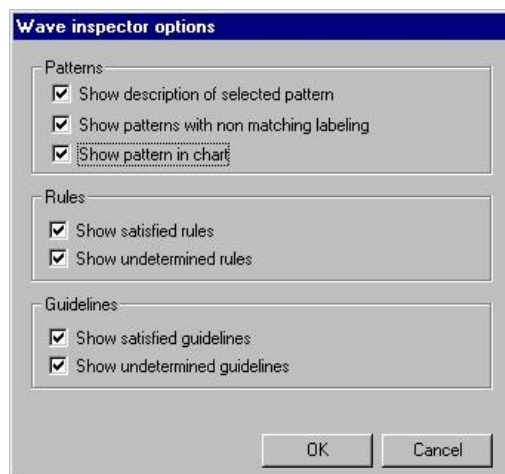 Wave inspector options
Patterns
Show description of selected pattern
Show patterns with non matching labeling
Show pattern in chart
Rules
Show satisfied rules
Show undetermined rules
Guidelines
Show satisfied guidelines
Show undetermined guidelines
OK Cancel